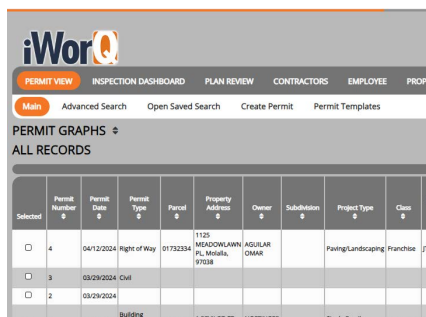 iWorQ
PERMIT VIEW INSPECTION DASHBOARD PLAN REVIEW CONTRACTORS EMPLOYEE PROP
Main Advanced Search Open Saved Search Create Permit Permit Templates
PERMIT GRAPHS
ALL RECORDS
Selected Permit Number Permit Date Permit Type Parcel Property Address Owner Subdivision Project Type Class
4 04/12/2024 Right of Way 01732334 1125 MEADOWLAWN PL, Molalla, 97038 AGUILAR OMAR Paving/Landscaping Franchise
3 03/29/2024 Civil
2 03/29/2024
Building